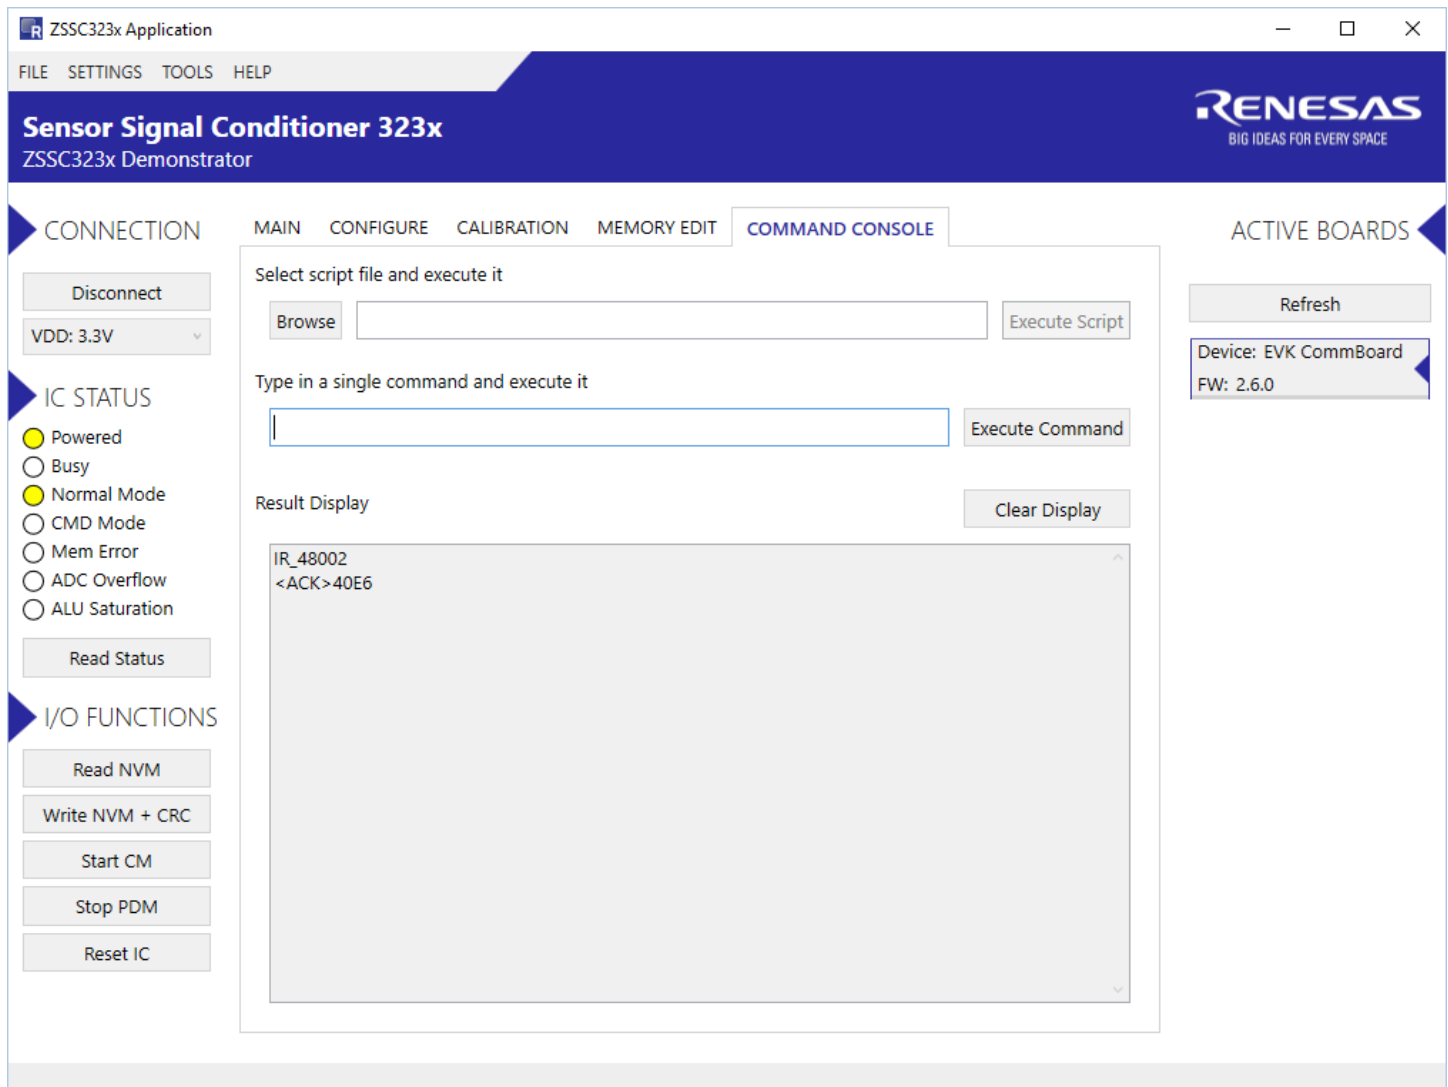 ZSSC323x Application
FILE SETTINGS TOOLS HELP
Sensor Signal Conditioner 323x
ZSSC323x Demonstrator
RENESAS
BIG IDEAS FOR EVERY SPACE
CONNECTION
Disconnect
VDD: 3.3V
IC STATUS
Powered
Busy
Normal Mode
CMD Mode
Mem Error
ADC Overflow
ALU Saturation
Read Status
I/O FUNCTIONS
Read NVM
Write NVM + CRC
Start CM
Stop PDM
Reset IC
MAIN CONFIGURE CALIBRATION MEMORY EDIT COMMAND CONSOLE
Select script file and execute it
Browse Execute Script
Type in a single command and execute it
Execute Command
Result Display
Clear Display
IR_48002
<ACK>40E6
ACTIVE BOARDS
Refresh
Device: EVK CommBoard
FW: 2.6.0